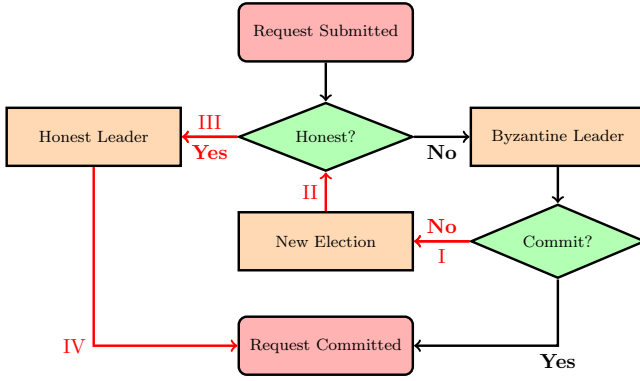 Request Submitted
III
Honest Leader
Honest?
Byzantine Leader
Yes
No
II
No
New Election
Commit?
I
IV
Request Committed
Yes